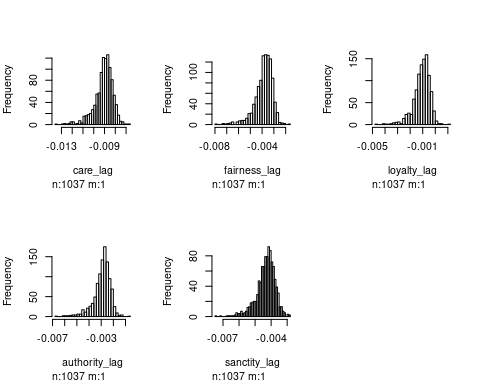 Frequency
0
40
80
-0.013
-0.009
care_lag
n:1037 m:1
Frequency
0
40
100
-0.008
-0.004
fairness_lag
n:1037 m:1
Frequency
0
50
150
-0.005
-0.001
loyalty_lag
n:1037 m:1
Frequency
0
50
150
-0.007
-0.003
authority_lag
n:1037 m:1
Frequency
0
40
80
-0.007
-0.004
sanctity_lag
n:1037 m:1